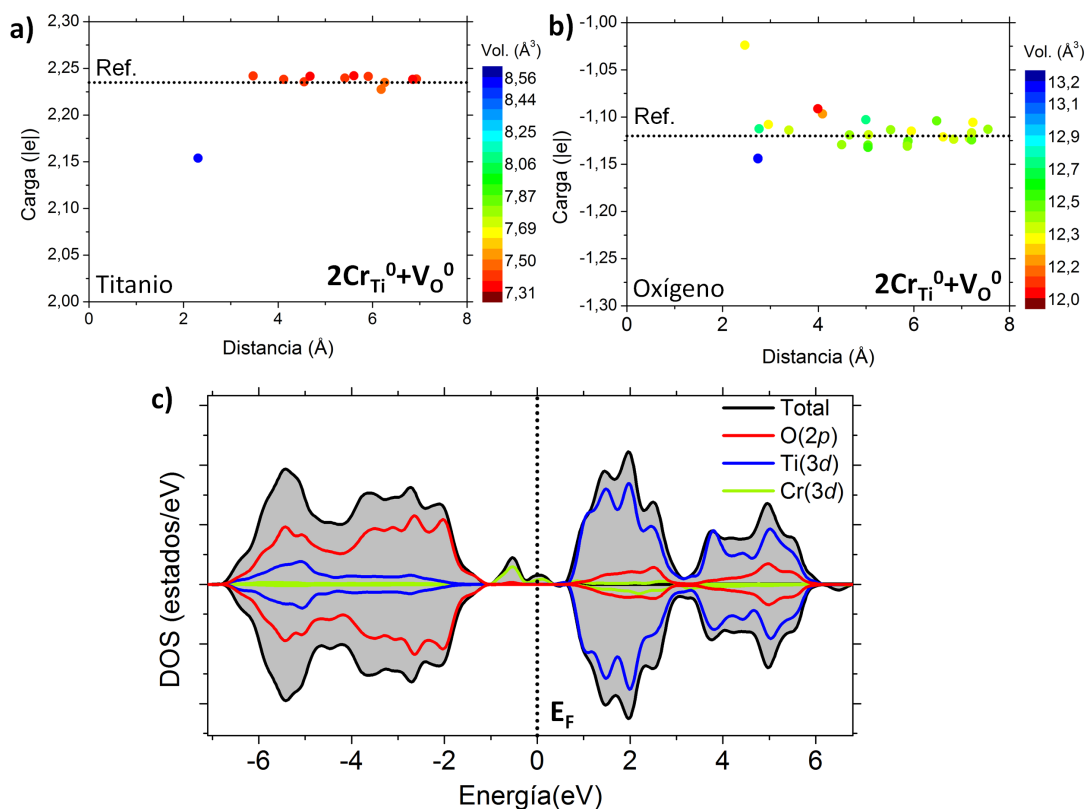 a)
2,30
2,25
2,20
2,15
2,10
2,05
2,00
Carga (|e|)
Ref.
Titanio
2Cr_Ti^0+V_O^0
0 2 4 6 8
Distancia (Å)
Vol. (Å^3)
8,56
8,44
8,25
8,06
7,87
7,69
7,50
7,31
b)
-1,00
-1,05
-1,10
-1,15
-1,20
-1,25
-1,30
Carga (|e|)
Ref.
Oxígeno
2Cr_Ti^0+V_O^0
0 2 4 6 8
Distancia (Å)
Vol. (Å^3)
13,2
13,1
12,9
12,7
12,5
12,3
12,2
12,0
c)
Total
O(2p)
Ti(3d)
Cr(3d)
DOS (estados/eV)
E_F
-6 -4 -2 0 2 4 6
Energía(eV)